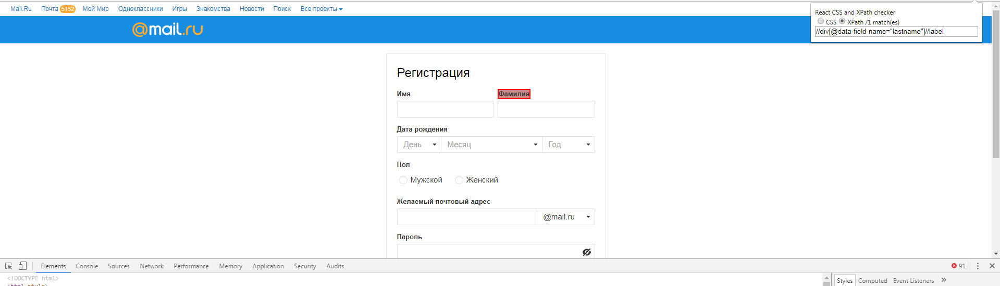 Mail.Ru Почта 5152 Мой Мир Одноклассники Игры Знакомства Новости Поиск Все проекты
React CSS and XPath checker
CSS XPath /1 match(es)
//div[@data-field-name="lastname"]//label
@mail.ru
Регистрация
Имя Фамилия
Дата рождения
День Месяц Год
Пол
Мужской Женский
Желаемый почтовый адрес
@mail.ru
Пароль
Elements Console Sources Network Performance Memory Application Security Audits 91
<!DOCTYPE html>
<html style>
Styles Computed Event Listeners »